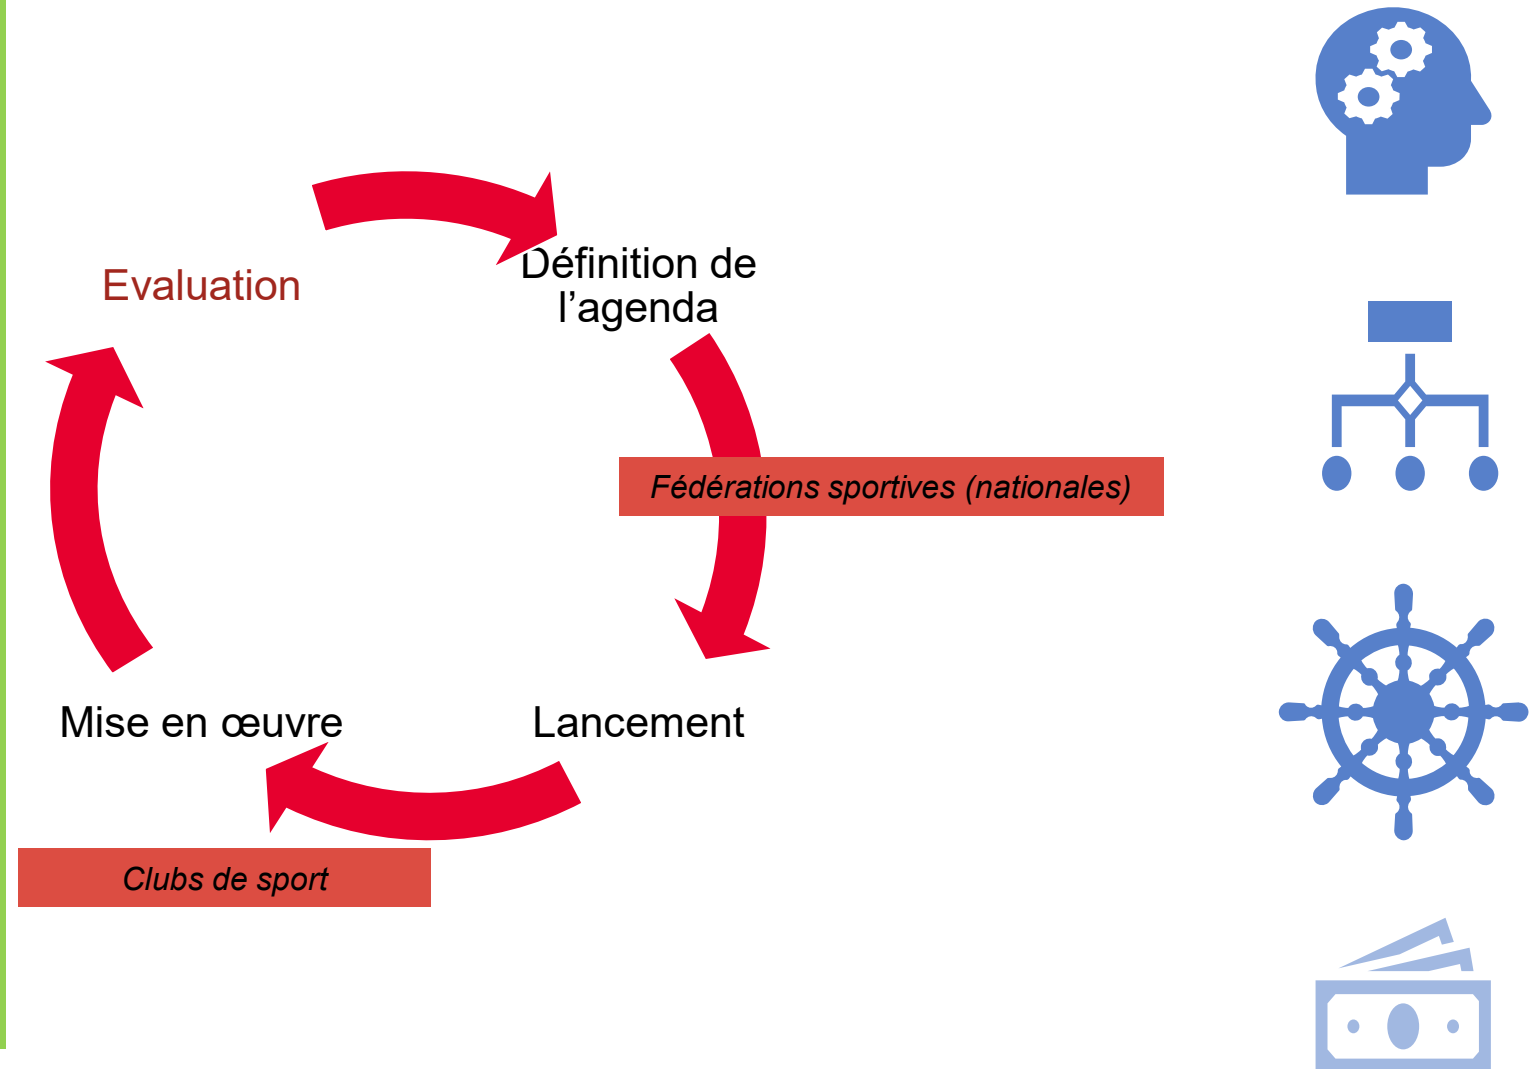 Evaluation
Définition de
l’agenda
Fédérations sportives (nationales)
Mise en œuvre
Lancement
Clubs de sport